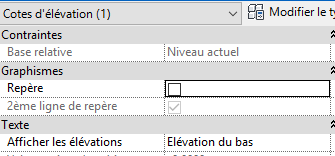 Cotes d'élévation (1) Modifier le ty
Contraintes
Base relative Niveau actuel
Graphismes
Repère
2ème ligne de repère
Texte
Afficher les élévations Elévation du bas